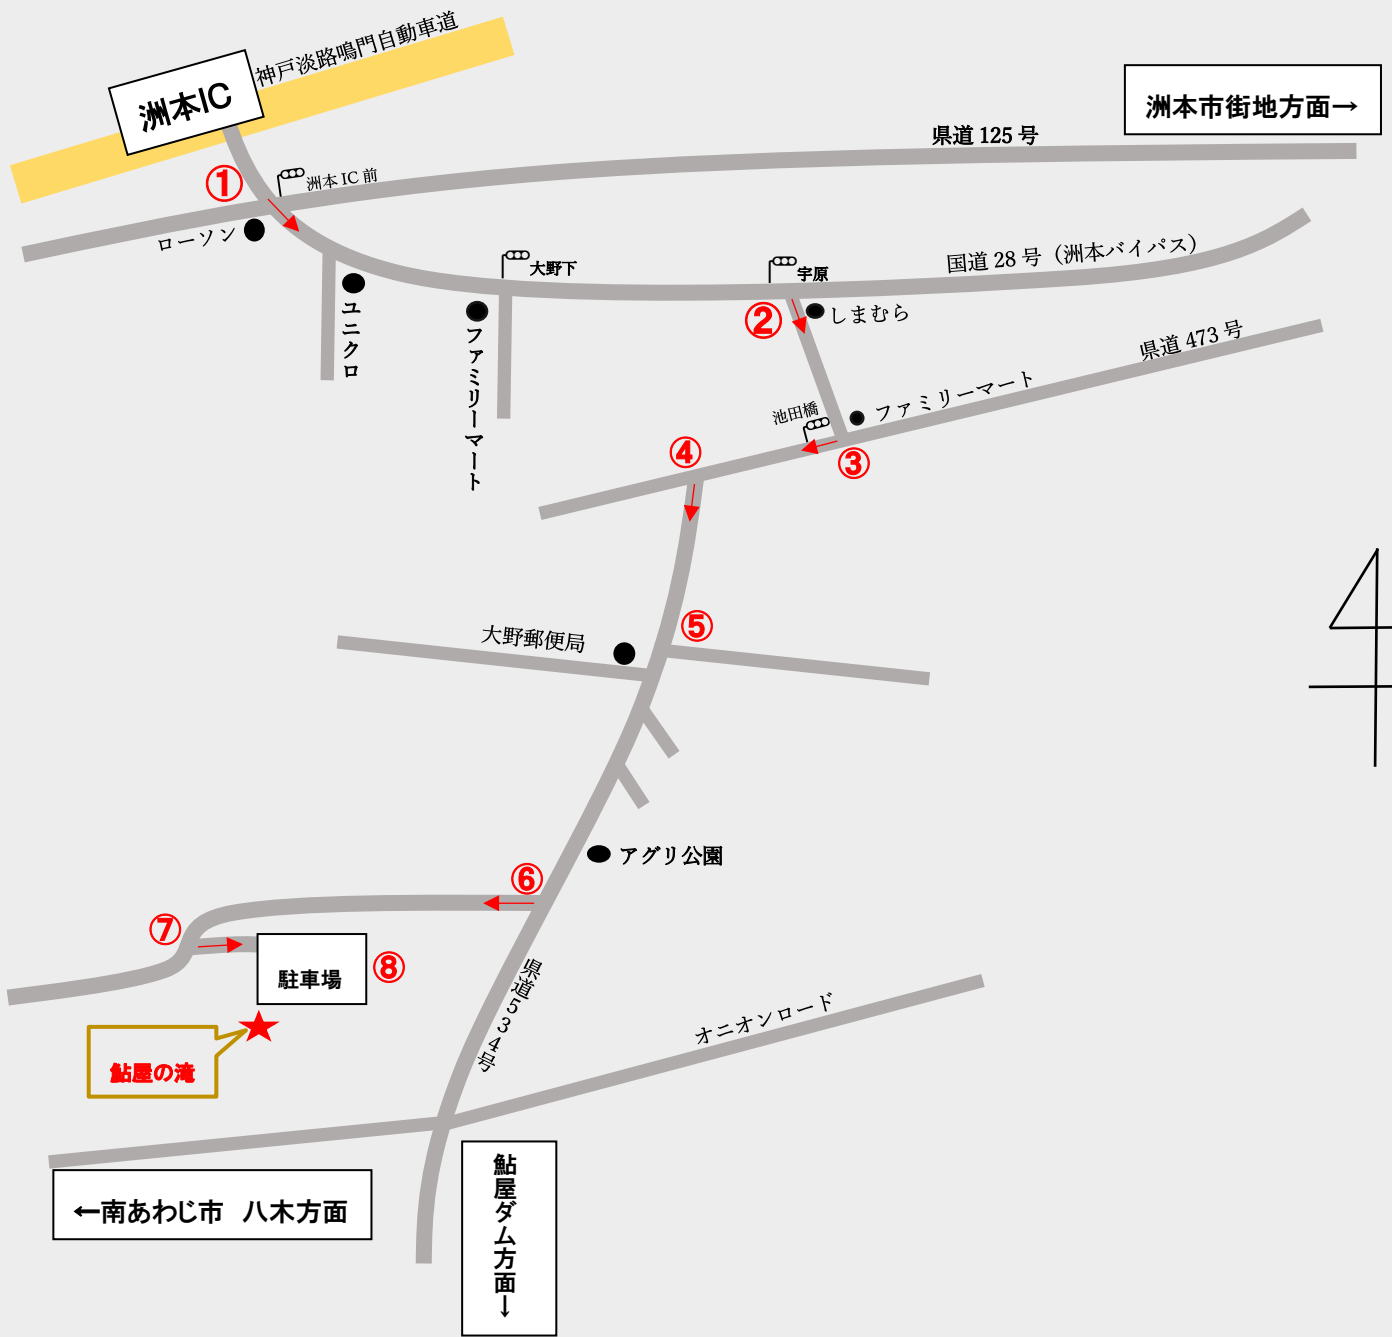 神戸淡路鳴門自動車道
洲本IC
洲本市街地方面→
県道 125 号
①
洲本 IC 前
ローソン
国道 28 号（洲本バイパス）
大野下
宇原
②
しまむら
ユニクロ
ファミリーマート
県道 473 号
ファミリーマート
池田橋
③
④
⑤
大野郵便局
アグリ公園
⑥
⑦
駐車場
⑧
県道534号
オニオンロード
鮎屋の滝
←南あわじ市　八木方面
鮎屋ダム方面→